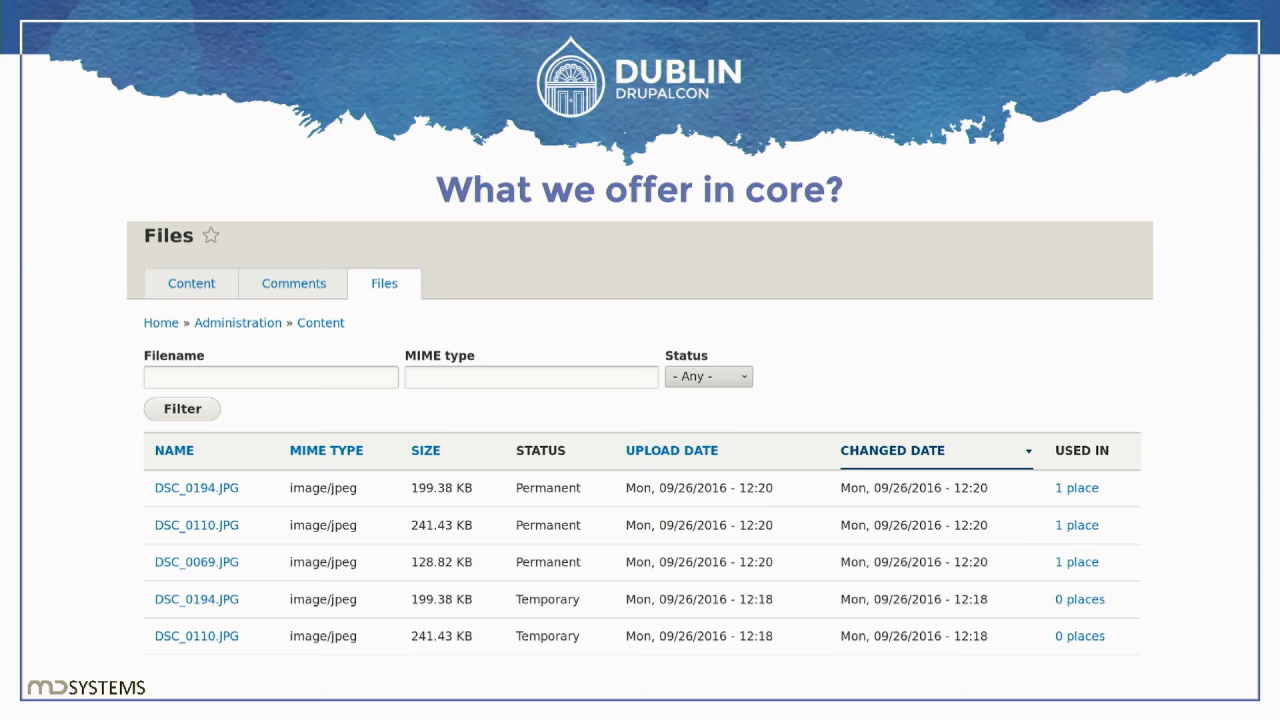 DUBLIN
DRUPALCON
What we offer in core?
Files
Content Comments Files
Home » Administration » Content
Filename MIME type Status
- Any -
Filter
NAME MIME TYPE SIZE STATUS UPLOAD DATE CHANGED DATE USED IN
DSC_0194.JPG image/jpeg 199.38 KB Permanent Mon, 09/26/2016 - 12:20 Mon, 09/26/2016 - 12:20 1 place
DSC_0110.JPG image/jpeg 241.43 KB Permanent Mon, 09/26/2016 - 12:20 Mon, 09/26/2016 - 12:20 1 place
DSC_0069.JPG image/jpeg 128.82 KB Permanent Mon, 09/26/2016 - 12:20 Mon, 09/26/2016 - 12:20 1 place
DSC_0194.JPG image/jpeg 199.38 KB Temporary Mon, 09/26/2016 - 12:18 Mon, 09/26/2016 - 12:18 0 places
DSC_0110.JPG image/jpeg 241.43 KB Temporary Mon, 09/26/2016 - 12:18 Mon, 09/26/2016 - 12:18 0 places
MD SYSTEMS